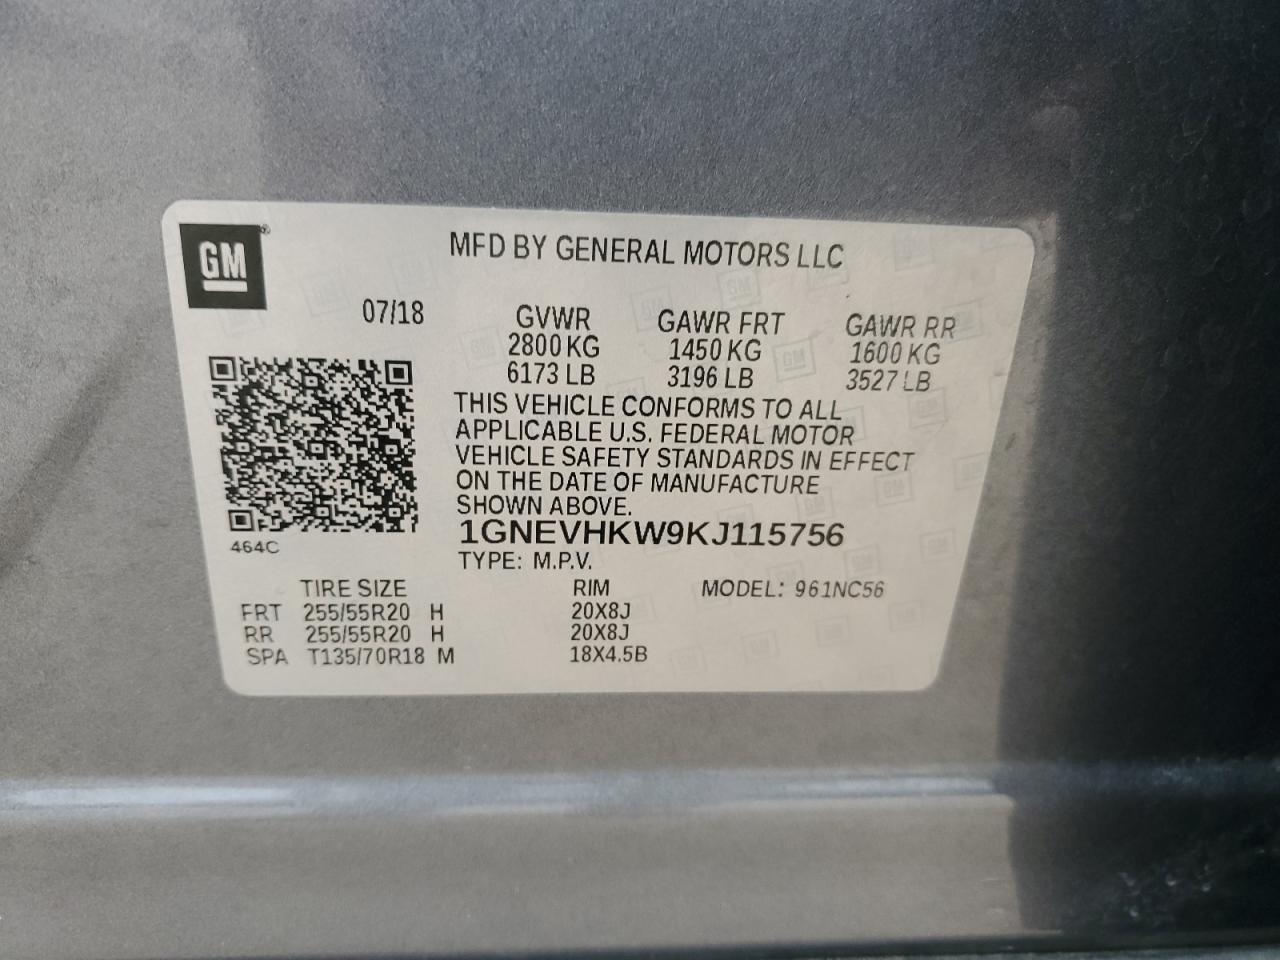 GM
MFD BY GENERAL MOTORS LLC
07/18
GVWR GAWR FRT GAWR RR
2800 KG 1450 KG 1600 KG
6173 LB 3196 LB 3527 LB
THIS VEHICLE CONFORMS TO ALL
APPLICABLE U.S. FEDERAL MOTOR
VEHICLE SAFETY STANDARDS IN EFFECT
ON THE DATE OF MANUFACTURE
SHOWN ABOVE.
1GNEVHKW9KJ115756
464C
TYPE: M.P.V.
TIRE SIZE RIM MODEL: 961NC56
FRT 255/55R20 H 20X8J
RR 255/55R20 H 20X8J
SPA T135/70R18 M 18X4.5B